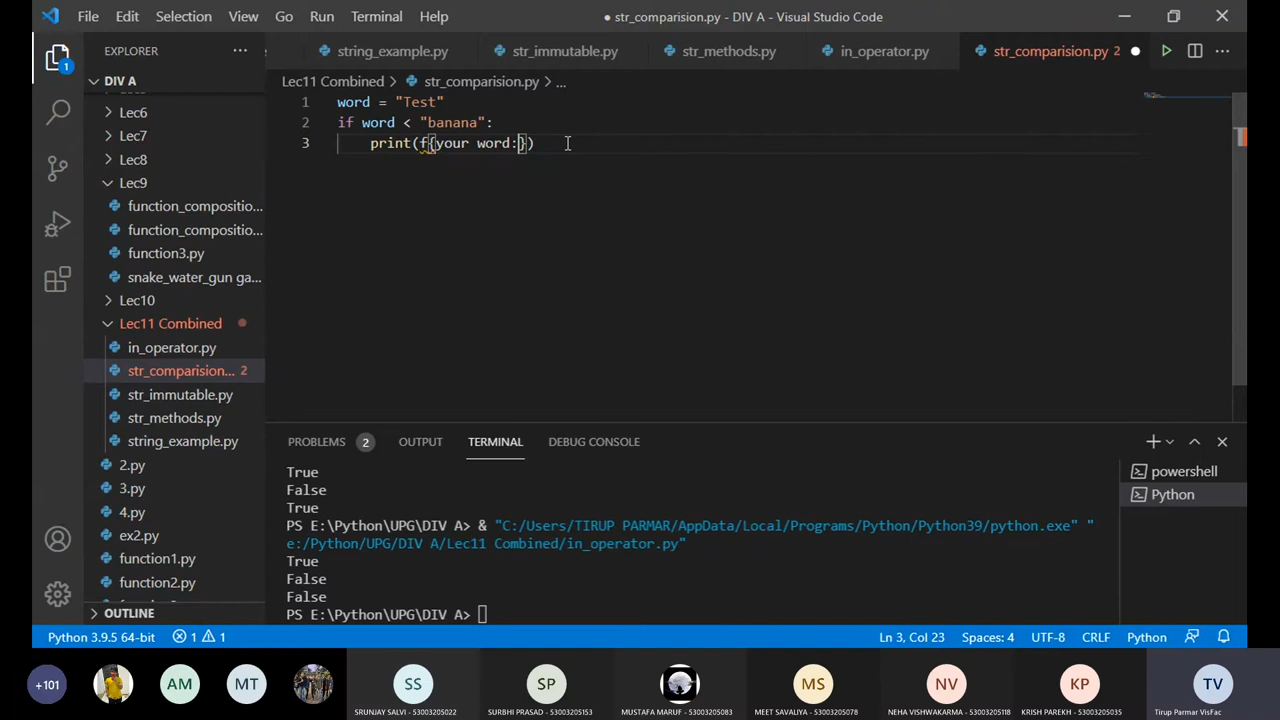 File Edit Selection View Go Run Terminal Help
● str_comparision.py - DIV A - Visual Studio Code
EXPLORER
string_example.py str_immutable.py str_methods.py in_operator.py str_comparision.py 2
1
DIV A
Lec11 Combined > str_comparision.py > ...
Lec6
Lec7
Lec8
Lec9
function_compositio...
function_compositio...
function3.py
snake_water_gun ga...
Lec10
Lec11 Combined
in_operator.py
str_comparision... 2
str_immutable.py
str_methods.py
string_example.py
2.py
3.py
4.py
ex2.py
function1.py
function2.py
OUTLINE
1 word = "Test"
2 if word < "banana":
3 print(f{your word:})
PROBLEMS 2 OUTPUT TERMINAL DEBUG CONSOLE
powershell
Python
True
False
True
PS E:\Python\UPG\DIV A> & "C:/Users/TIRUP PARMAR/AppData/Local/Programs/Python/Python39/python.exe" "
e:/Python/UPG/DIV A/Lec11 Combined/in_operator.py"
True
False
False
PS E:\Python\UPG\DIV A>
Python 3.9.5 64-bit 1 1 Ln 3, Col 23 Spaces: 4 UTF-8 CRLF Python
+101 AM MT SS SP MS NV KP TV
SRUNJAY SALVI - 53003205022 SURBHI PRASAD - 53003205153 MUSTAFA MARUF - 53003205083 MEET SAVALIYA - 53003205078 NEHA VISHWAKARMA - 53003205118 KRISH PAREKH - 53003205035 Tirup Parmar VisFac